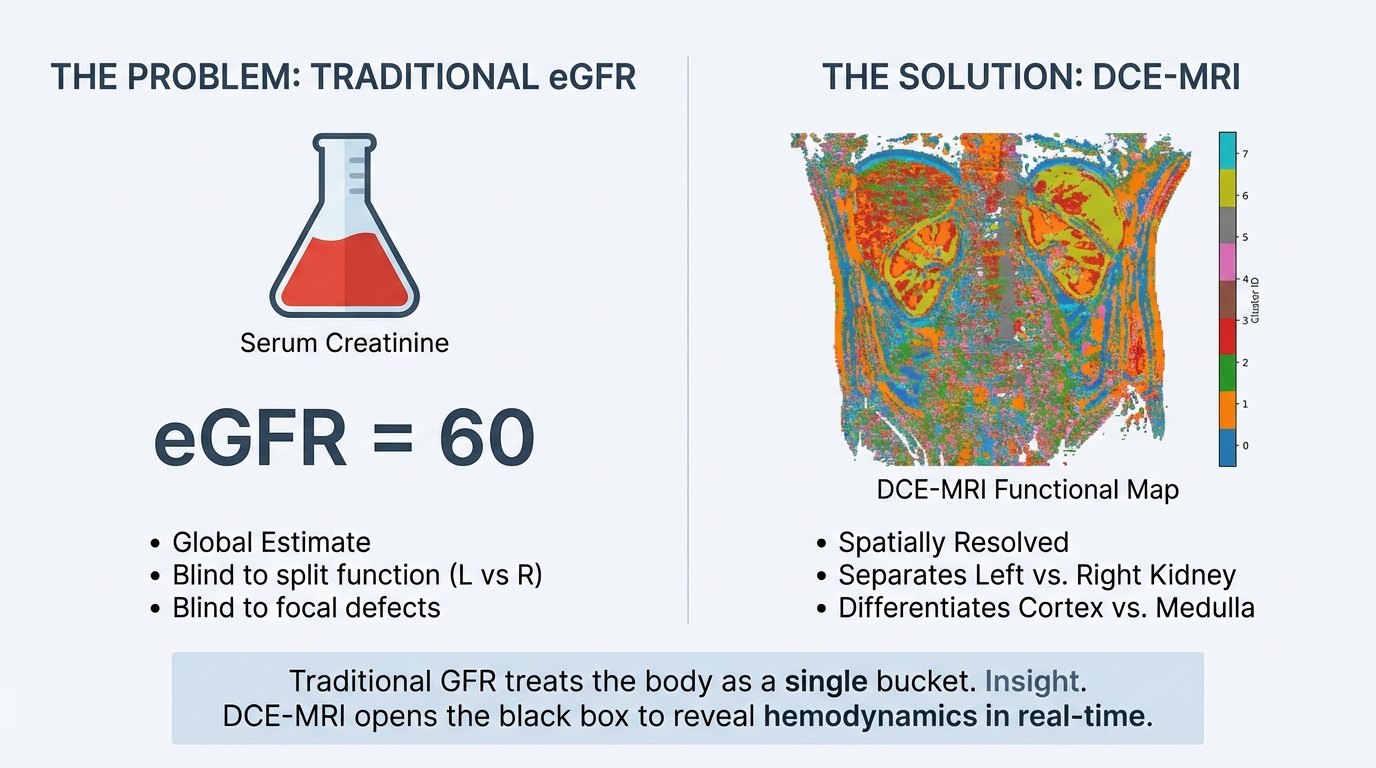 THE PROBLEM: TRADITIONAL eGFR
Serum Creatinine
eGFR = 60
• Global Estimate
• Blind to split function (L vs R)
• Blind to focal defects
THE SOLUTION: DCE-MRI
7
6
5
4
3
2
1
0
Cluster ID
DCE-MRI Functional Map
• Spatially Resolved
• Separates Left vs. Right Kidney
• Differentiates Cortex vs. Medulla
Traditional GFR treats the body as a single bucket. Insight.
DCE-MRI opens the black box to reveal hemodynamics in real-time.